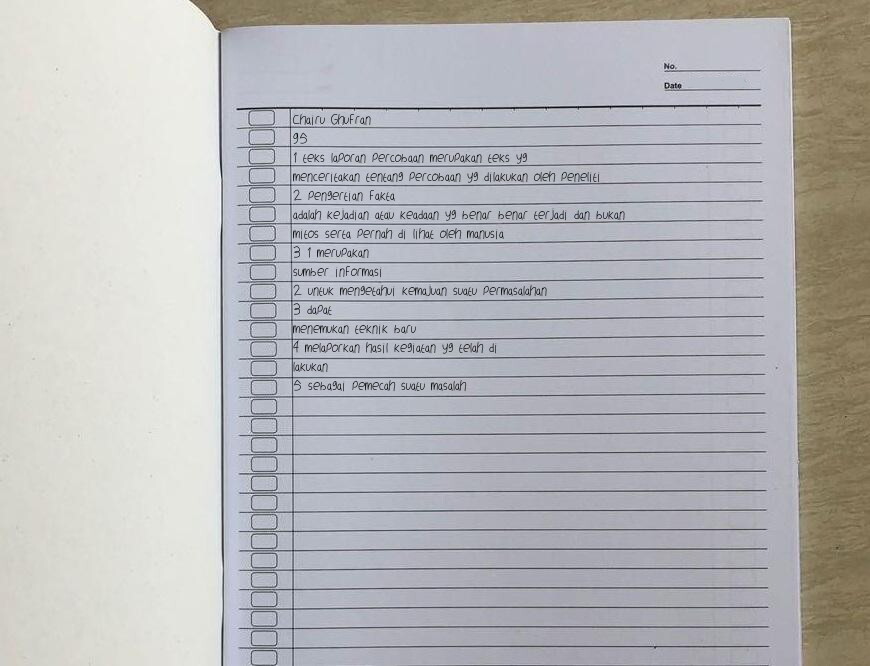 No.
Date
Chairu Ghufran
9S
1 teks laporan Percobaan merupakan teks yg
menceritakan tentang Percobaan yg dilakukan oleh Peneliti
2 Pengertian Fakta
adalah kejadian atau keadaan yg benar benar terjadi dan bukan
mitos serta Pernah di lihat oleh manusia
3 1 merupakan
sumber informasi
2 untuk mengetahui kemajuan suatu Permasalahan
3 dapat
menemukan teknik baru
4 melaporkan hasil kegiatan yg telah di
lakukan
5 sebagai Pemecah suatu masalah